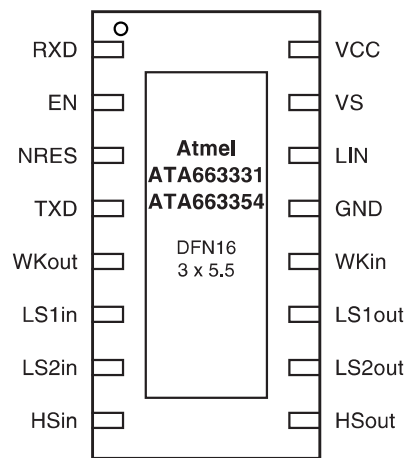 RXD
VCC
EN
VS
NRES
LIN
TXD
GND
WKout
WKin
LS1in
LS1out
LS2in
LS2out
HSin
HSout
Atmel
ATA663331
ATA663354
DFN16
3 x 5.5